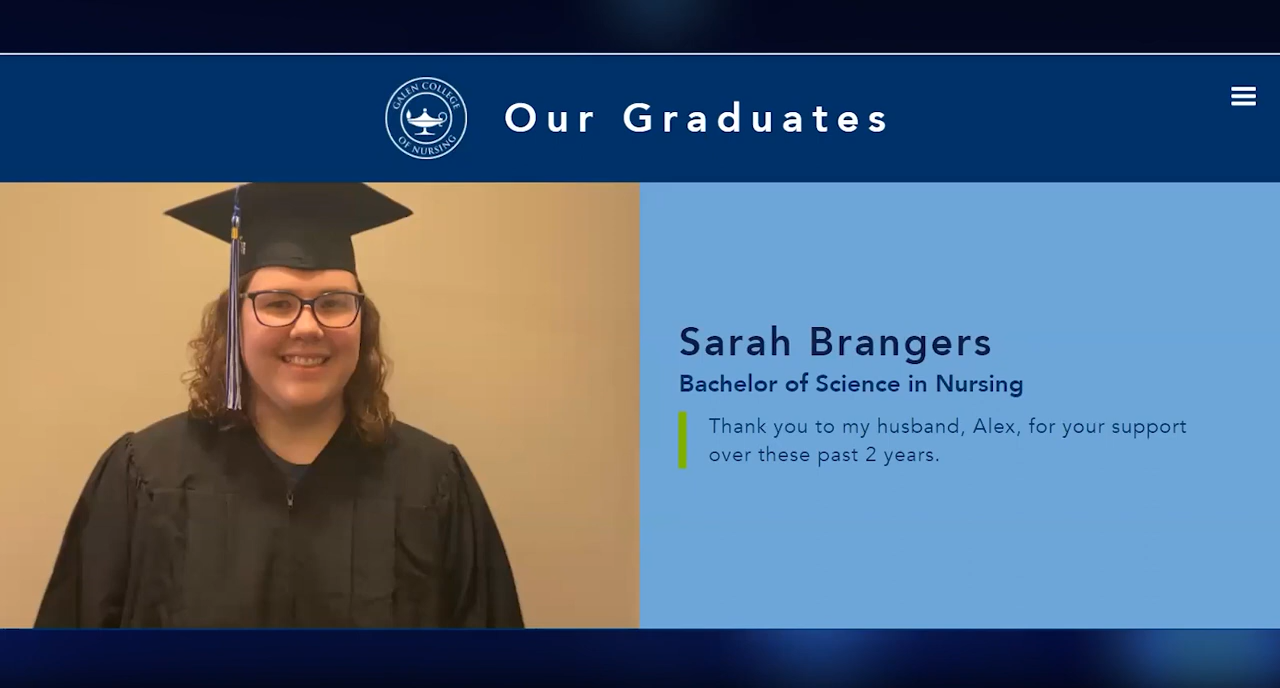 GALEN COLLEGE
OF NURSING
Our Graduates
Sarah Brangers
Bachelor of Science in Nursing
Thank you to my husband, Alex, for your support
over these past 2 years.